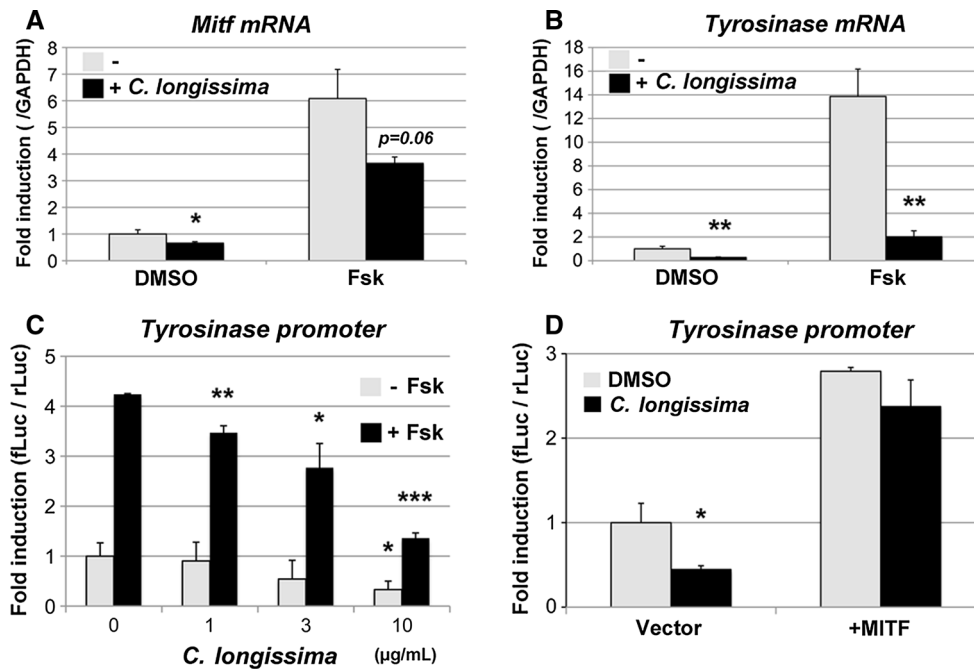 A
Mitf mRNA
Fold induction ( /GAPDH)
8
7
6
5
4
3
2
1
0
-
+ C. longissima
*
p=0.06
DMSO
Fsk
B
Tyrosinase mRNA
Fold induction ( /GAPDH)
18
16
14
12
10
8
6
4
2
0
-
+ C. longissima
**
**
DMSO
Fsk
C
Tyrosinase promoter
Fold induction (fLuc / rLuc)
5
4
3
2
1
0
- Fsk
+ Fsk
**
*
*
***
0
1
3
10
C. longissima
(μg/mL)
D
Tyrosinase promoter
Fold induction (fLuc / rLuc)
3
2
1
0
DMSO
C. longissima
*
Vector
+MITF